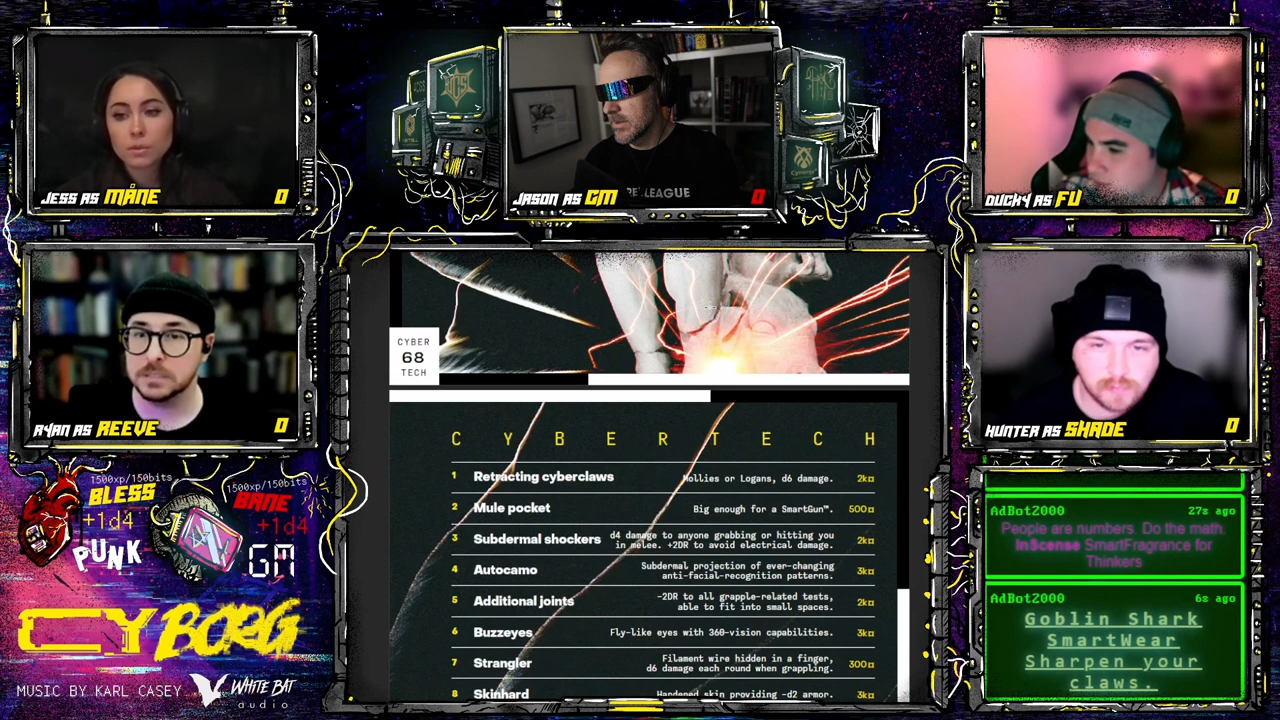 JESS AS MÅNE
0
JASON AS GM
0
DUCKY AS FU
0
RYAN AS REEVE
0
HUNTER AS SHADE
0
CYBER
68
TECH
CYBERTECH
1 Retracting cyberclaws Mollies or Logans, d6 damage. 2k¤
2 Mule pocket Big enough for a SmartGun™. 500¤
3 Subdermal shockers d4 damage to anyone grabbing or hitting you
in melee. +2DR to avoid electrical damage. 2k¤
4 Autocamo Subdermal projection of ever-changing
anti-facial-recognition patterns. 3k¤
5 Additional joints -2DR to all grapple-related tests,
able to fit into small spaces. 2k¤
6 Buzzeyes Fly-like eyes with 360-vision capabilities. 3k¤
7 Strangler Filament wire hidden in a finger,
d6 damage each round when grappling. 300¤
8 Skinhard Hardened skin providing -d2 armor. 3k¤
1500xp/150bits
BLESS
+1d4
PUNK
1500xp/150bits
BANE
+1d4
GM
CY_BORG
MUSIC BY KARL CASEY
WHITE BAT
audio
AdBot2000 27s ago
People are numbers. Do the math.
In$cense SmartFragrance for
Thinkers
AdBot2000 6s ago
Goblin Shark
SmartWear
Sharpen your
claws.